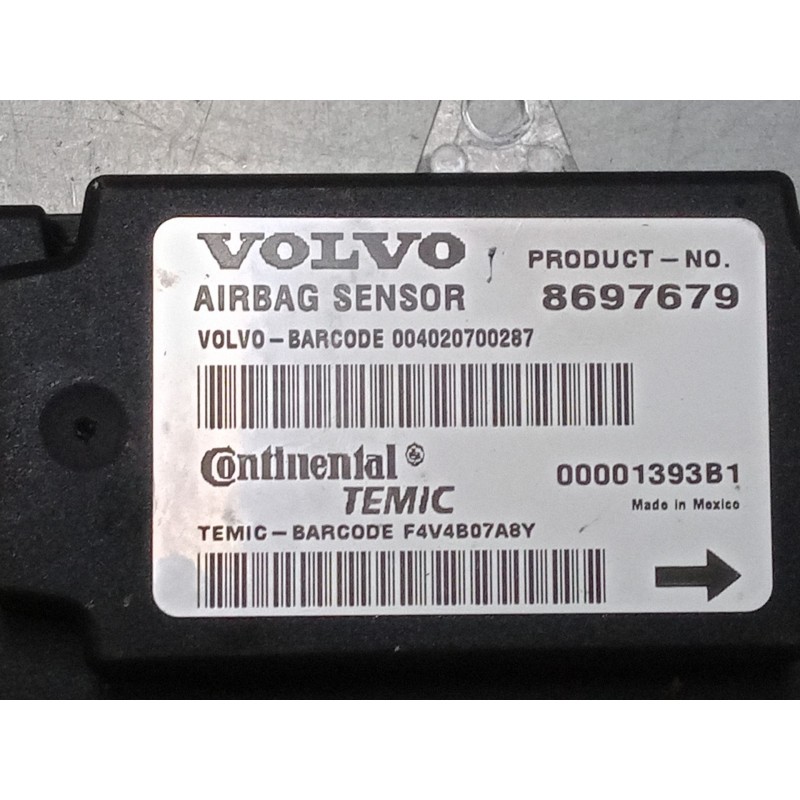 VOLVO
PRODUCT-NO.
AIRBAG SENSOR
8697679
VOLVO-BARCODE 004020700287
Continental®
TEMIC
00001393B1
Made in Mexico
TEMIC-BARCODE F4V4B07A8Y